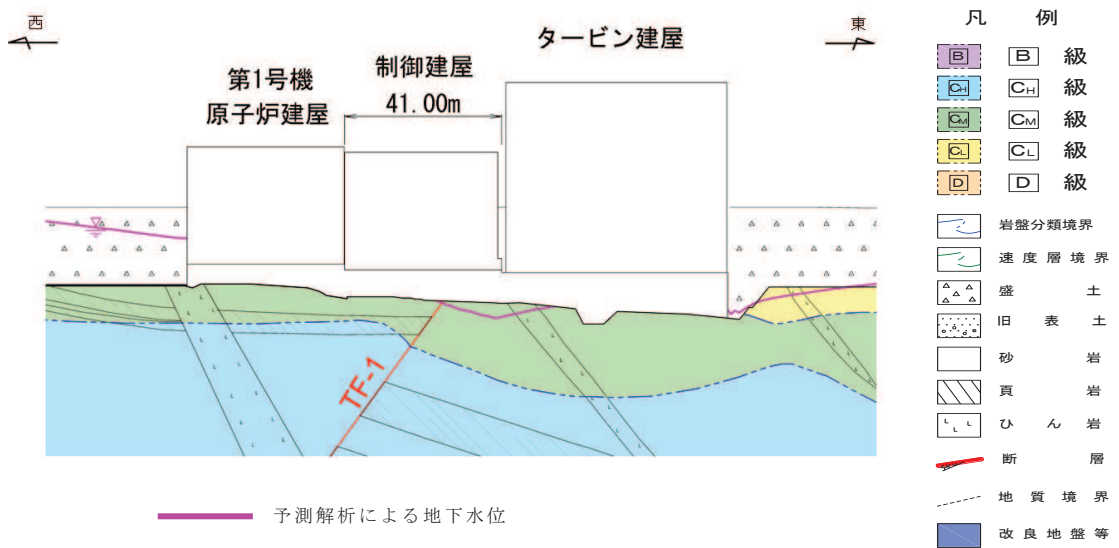 西
東
タービン建屋
制御建屋
41.00m
第1号機
原子炉建屋
TF-1
予測解析による地下水位
凡 例
B B 級
CH CH 級
CM CM 級
CL CL 級
D D 級
岩盤分類境界
速度層境界
盛土
旧表土
砂岩
頁岩
ひん岩
断層
地質境界
改良地盤等